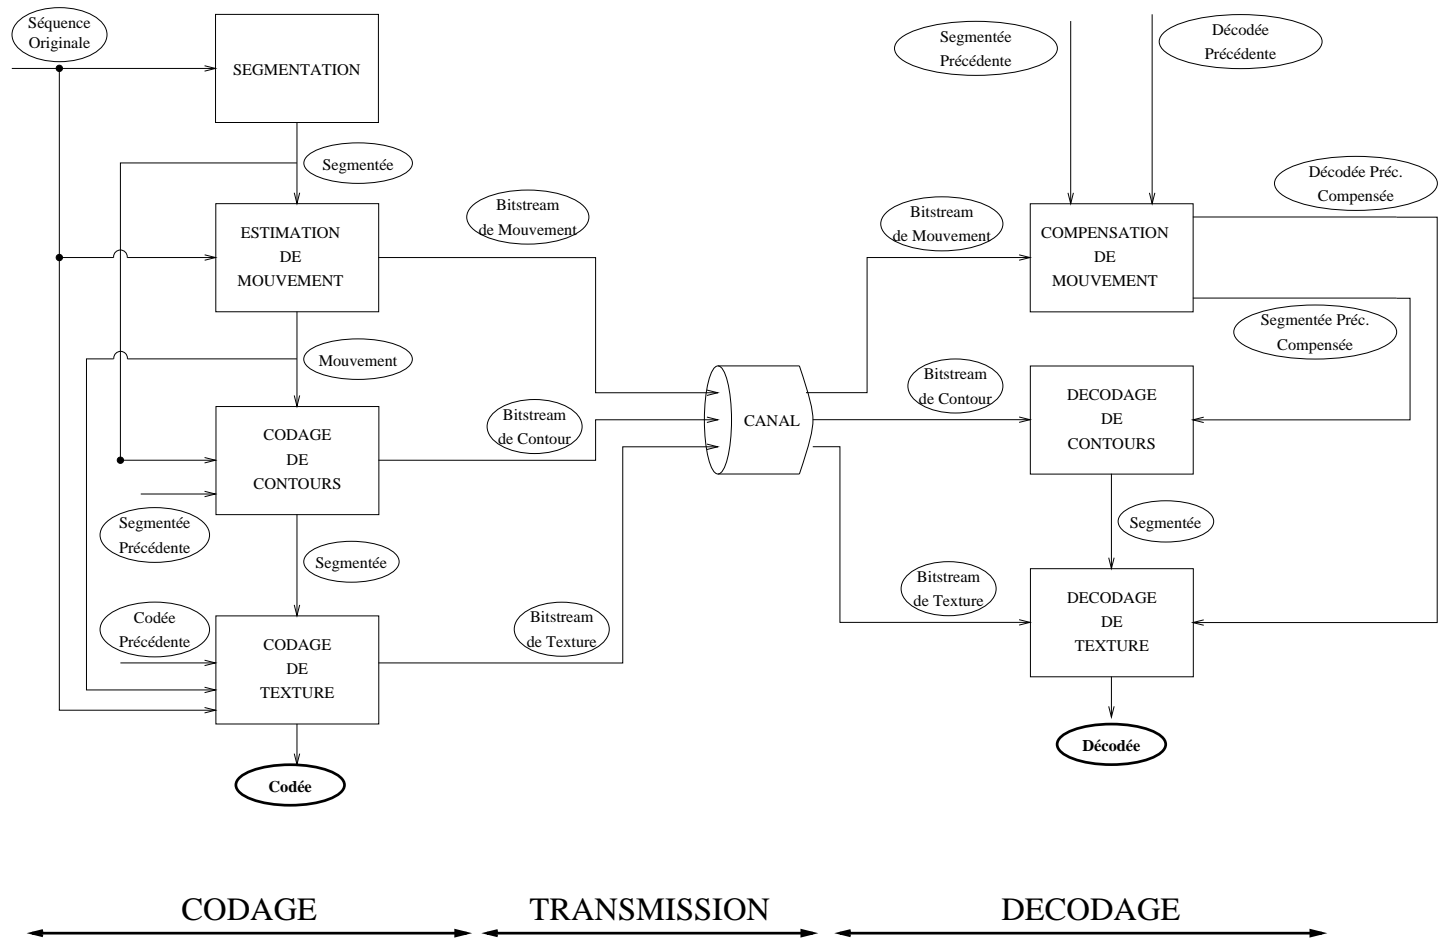 Séquence
Originale
SEGMENTATION
Segmentée
ESTIMATION
DE
MOUVEMENT
Bitstream
de Mouvement
Mouvement
CODAGE
DE
CONTOURS
Bitstream
de Contour
Segmentée
Précédente
Segmentée
Codée
Précédente
CODAGE
DE
TEXTURE
Bitstream
de Texture
Codée
CANAL
Segmentée
Précédente
Décodée
Précédente
Bitstream
de Mouvement
COMPENSATION
DE
MOUVEMENT
Décodée Préc.
Compensée
Segmentée Préc.
Compensée
Bitstream
de Contour
DECODAGE
DE
CONTOURS
Segmentée
Bitstream
de Texture
DECODAGE
DE
TEXTURE
Décodée
CODAGE
TRANSMISSION
DECODAGE